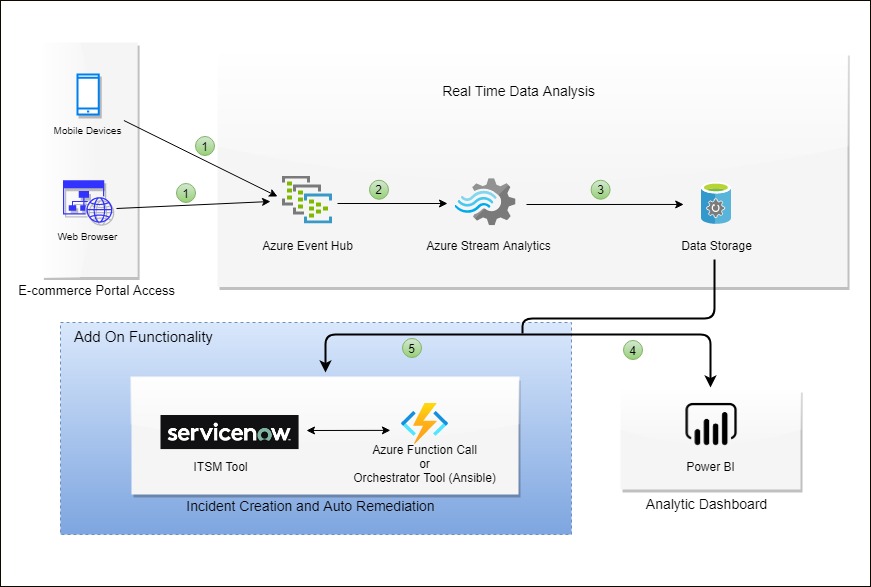 Real Time Data Analysis
Mobile Devices
1
1
2
3
Web Browser
Azure Event Hub
Azure Stream Analytics
Data Storage
E-commerce Portal Access
Add On Functionality
5
4
servicenow
ITSM Tool
Azure Function Call
or
Orchestrator Tool (Ansible)
Power BI
Incident Creation and Auto Remediation
Analytic Dashboard